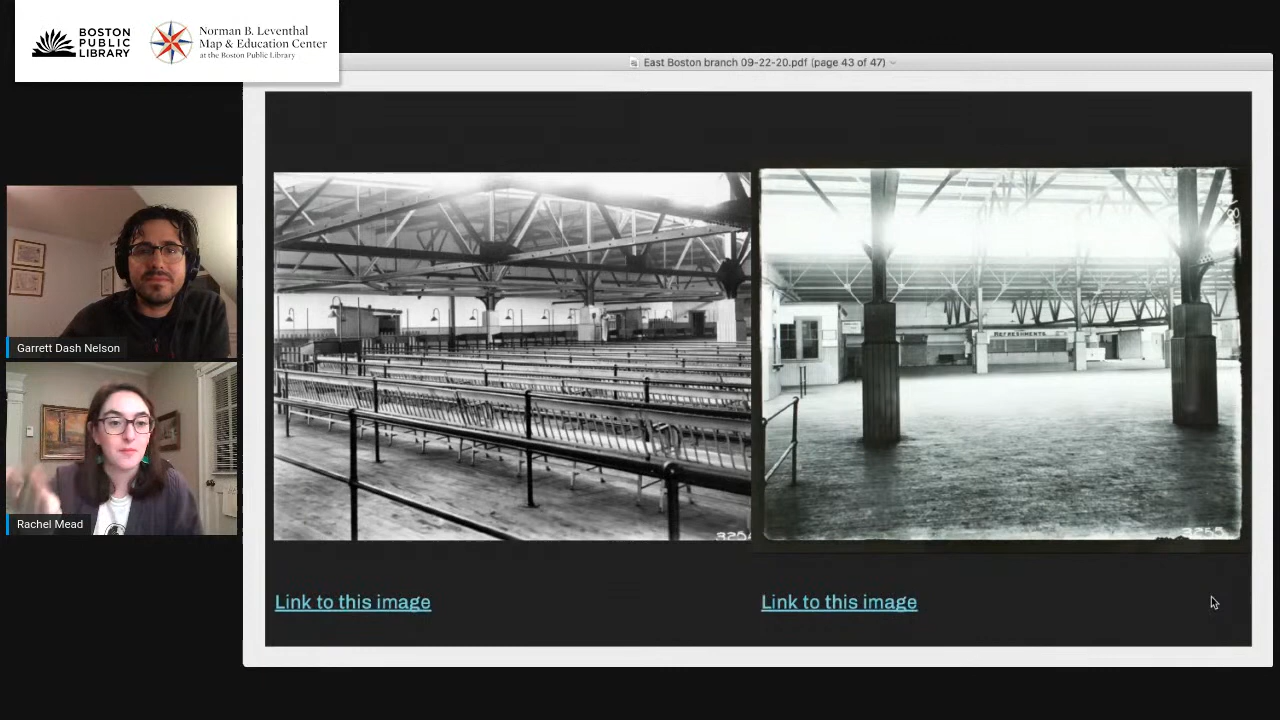 BOSTON
PUBLIC
LIBRARY
Norman B. Leventhal
Map & Education Center
at the Boston Public Library
East Boston branch 09-22-20.pdf (page 43 of 47)
Garrett Dash Nelson
Rachel Mead
REFRESHMENTS
3255
Link to this image
Link to this image